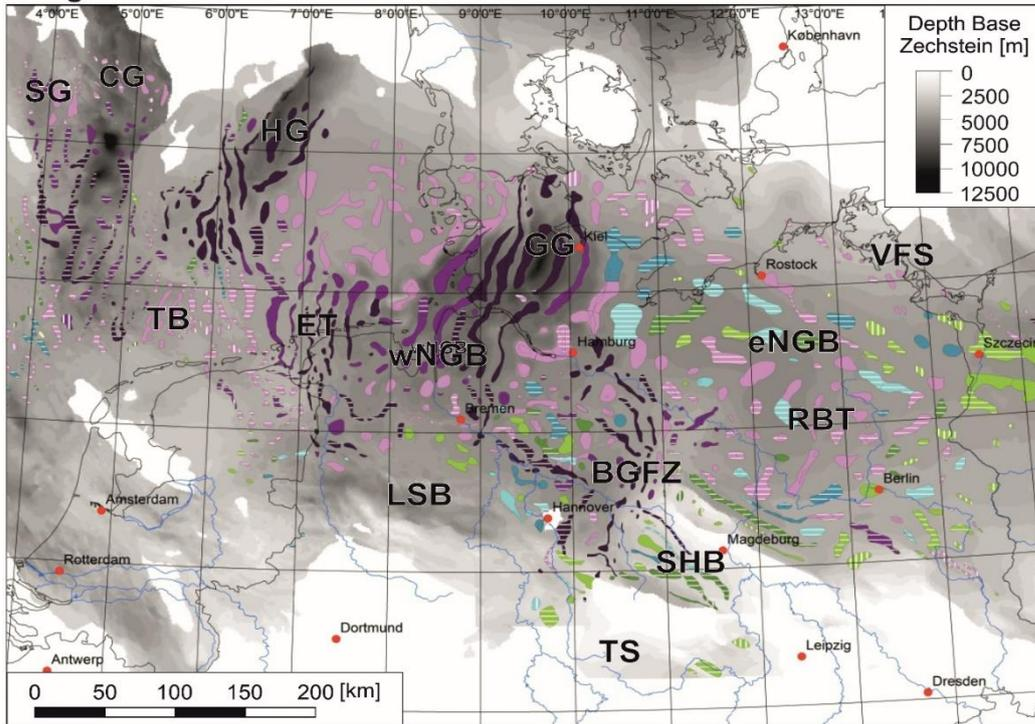 4°0'0"E 5°0'0"E 6°0'0"E 7°0'0"E 8°0'0"E 9°0'0"E 10°0'0"E 11°0'0"E 12°0'0"E 13°0'0"E
København
Depth Base
Zechstein [m]
0
2500
5000
7500
10000
12500
SG CG
HG
GG
Kiel
VFS
Rostock
TB
ET
wNGB
Hamburg
eNGB
Szczecin
Bremen
RBT
LSB
BGFZ
Berlin
Amsterdam
Hannover
Magdeburg
SHB
Rotterdam
Dortmund
TS
Leipzig
Antwerp
Dresden
0 50 100 150 200 [km]